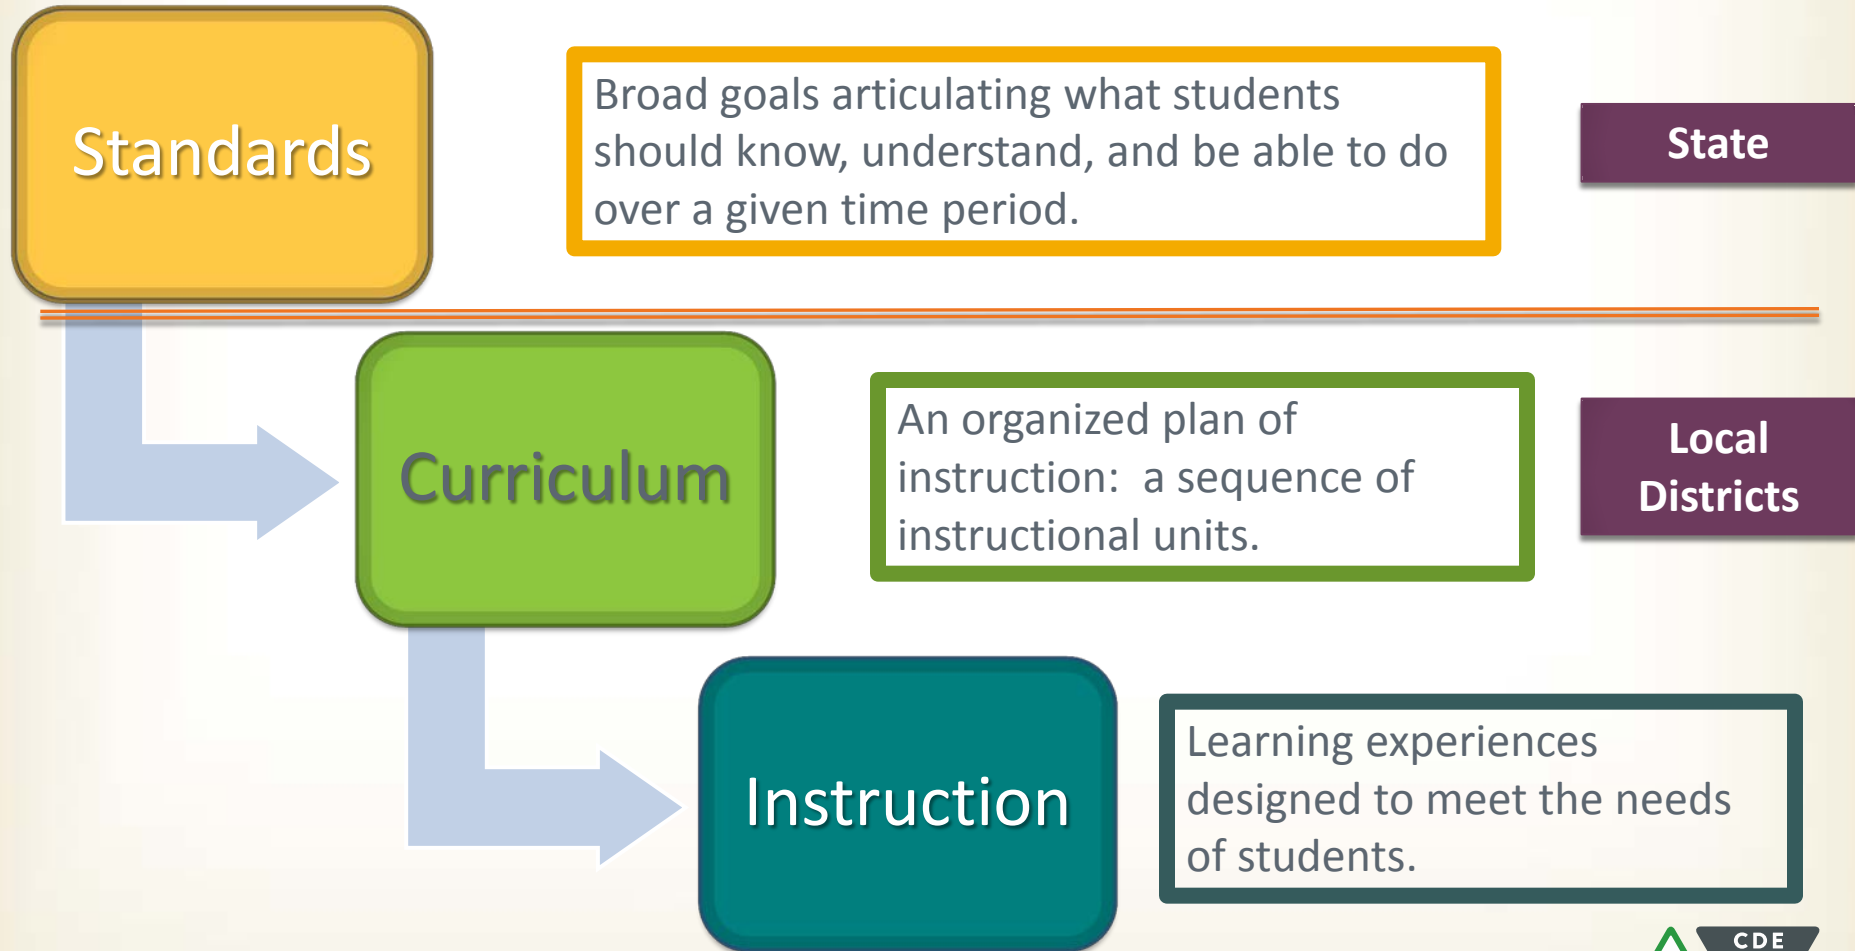 Standards
Broad goals articulating what students
should know, understand, and be able to do
over a given time period.
State
Curriculum
An organized plan of
instruction:  a sequence of
instructional units.
Local
Districts
Instruction
Learning experiences
designed to meet the needs
of students.
CDE